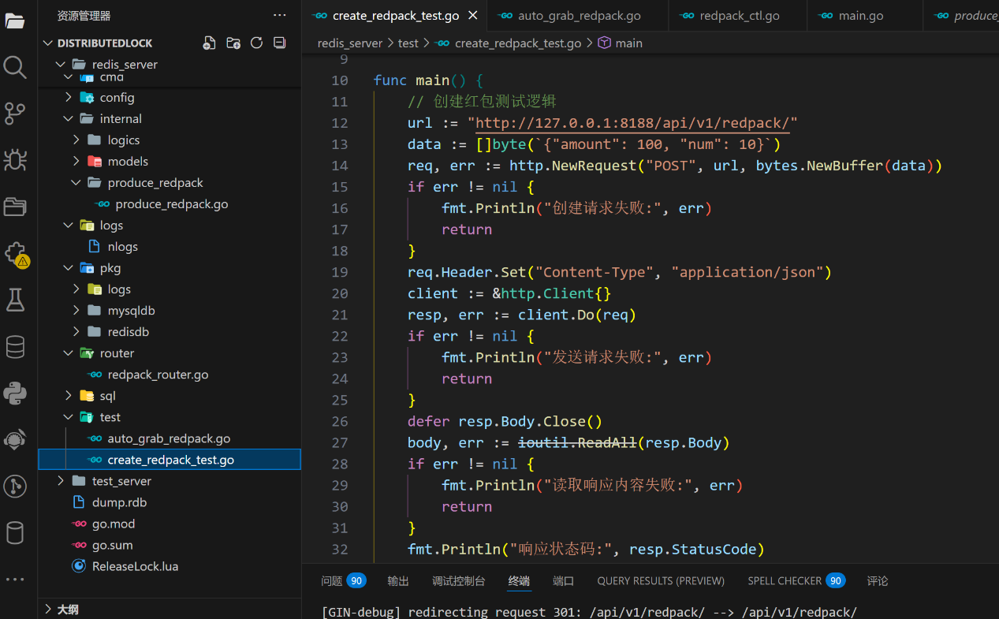 资源管理器
DISTRIBUTEDLOCK
redis_server
cmd
config
internal
logics
models
produce_redpack
produce_redpack.go
logs
nlogs
pkg
logs
mysqldb
redisdb
router
redpack_router.go
sql
test
auto_grab_redpack.go
create_redpack_test.go
test_server
dump.rdb
go.mod
go.sum
ReleaseLock.lua
大纲
create_redpack_test.go
auto_grab_redpack.go
redpack_ctl.go
main.go
produce_
redis_server > test > create_redpack_test.go > main
9
10 func main() {
11 // 创建红包测试逻辑
12 url := "http://127.0.0.1:8188/api/v1/redpack/"
13 data := []byte(`{"amount": 100, "num": 10}`)
14 req, err := http.NewRequest("POST", url, bytes.NewBuffer(data))
15 if err != nil {
16 fmt.Println("创建请求失败:", err)
17 return
18 }
19 req.Header.Set("Content-Type", "application/json")
20 client := &http.Client{}
21 resp, err := client.Do(req)
22 if err != nil {
23 fmt.Println("发送请求失败:", err)
24 return
25 }
26 defer resp.Body.Close()
27 body, err := ioutil.ReadAll(resp.Body)
28 if err != nil {
29 fmt.Println("读取响应内容失败:", err)
30 return
31 }
32 fmt.Println("响应状态码:", resp.StatusCode)
问题 90 输出 调试控制台 终端 端口 QUERY RESULTS (PREVIEW) SPELL CHECKER 90 评论
[GIN-debug] redirecting request 301: /api/v1/redpack/ --> /api/v1/redpack/